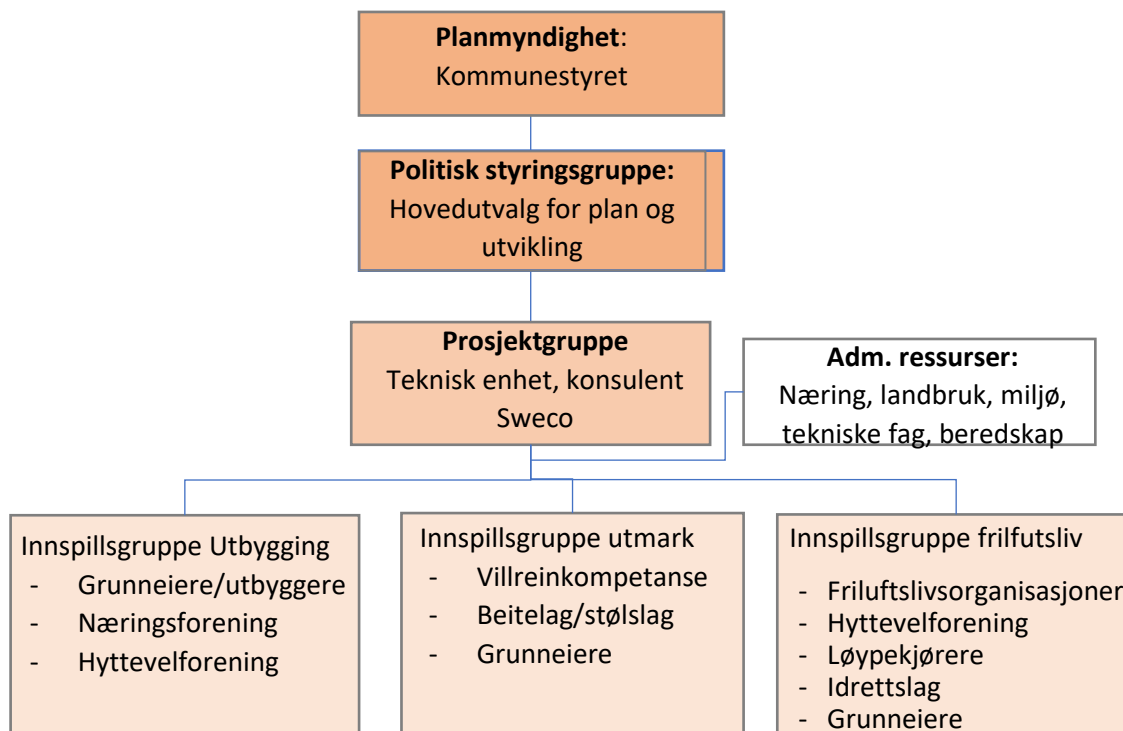 Planmyndighet:
Kommunestyret
Politisk styringsgruppe:
Hovedutvalg for plan og
utvikling
Prosjektgruppe
Teknisk enhet, konsulent
Sweco
Adm. ressurser:
Næring, landbruk, miljø,
tekniske fag, beredskap
Innspillsgruppe Utbygging
- Grunneiere/utbyggere
- Næringsforening
- Hyttevelforening
Innspillsgruppe utmark
- Villreinkompetanse
- Beitelag/stølslag
- Grunneiere
Innspillsgruppe frilfutsliv
- Friluftslivsorganisasjoner
- Hyttevelforening
- Løypekjørere
- Idrettslag
- Grunneiere